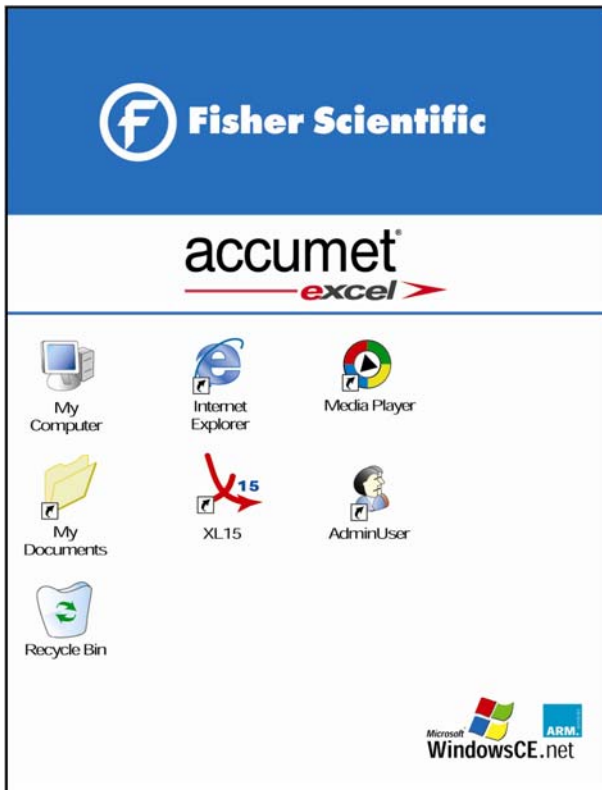 F Fisher Scientific
accumet®
excel
My
Computer
Internet
Explorer
Media Player
My
Documents
15
XL15
AdminUser
Recycle Bin
Microsoft
WindowsCE.net
ARM